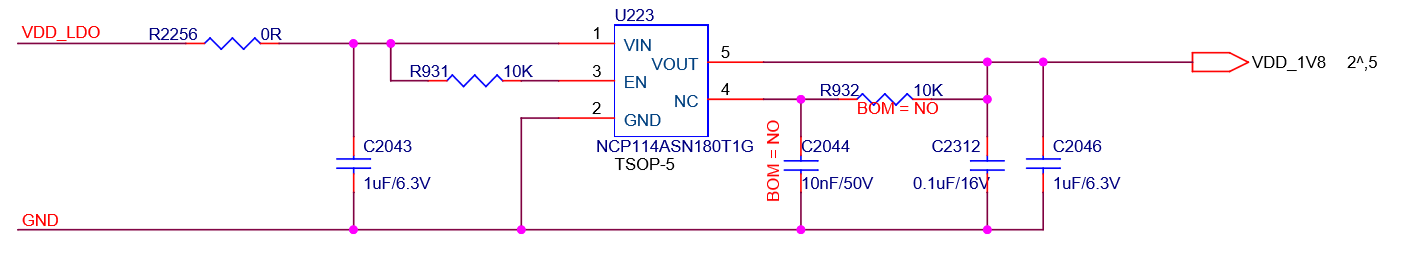 U223
VDD_LDO
R2256
0R
1
VIN
5
VOUT
VDD_1V8
2^,5
R931
10K
3
EN
4
NC
R932
10K
BOM = NO
2
GND
BOM = NO
NCP114ASN180T1G
TSOP-5
C2043
1uF/6.3V
C2044
10nF/50V
C2312
0.1uF/16V
C2046
1uF/6.3V
GND